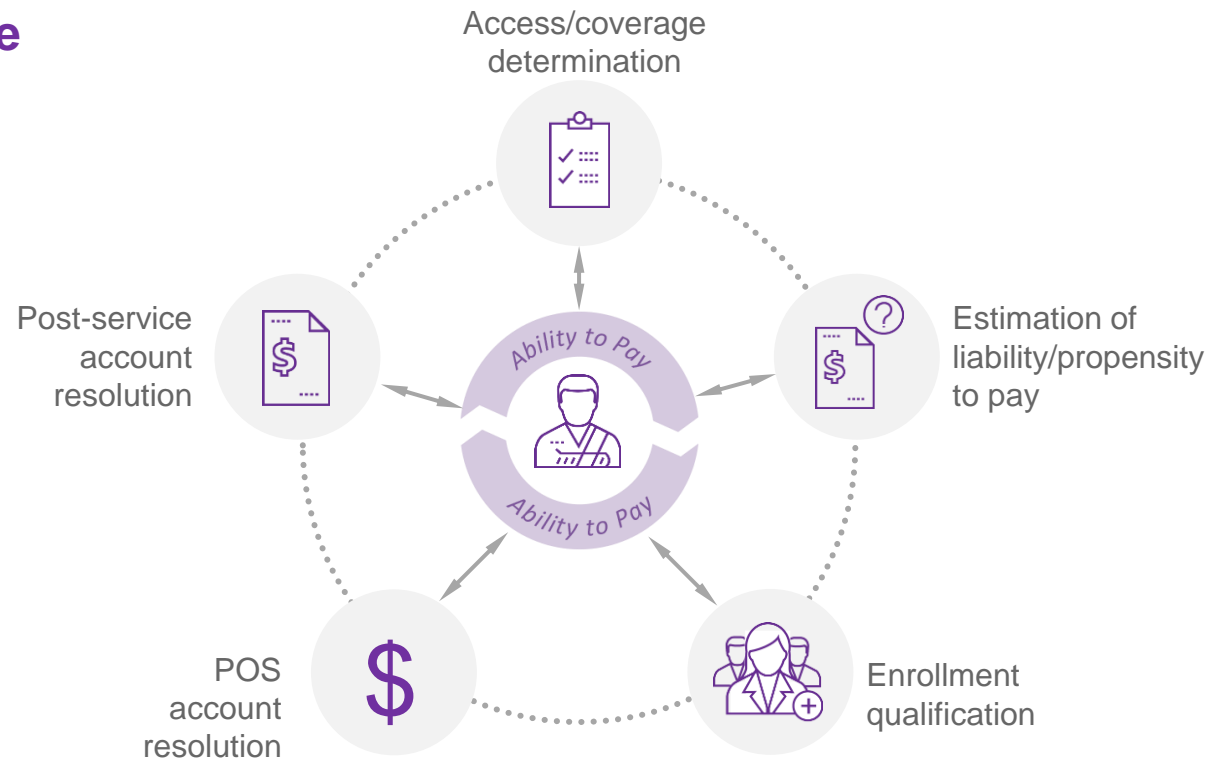 Access/coverage
determination
Post-service
account
resolution
Ability to Pay
$
Estimation of
liability/propensity
to pay
?
$
Ability to Pay
POS
account
resolution
$
Enrollment
qualification